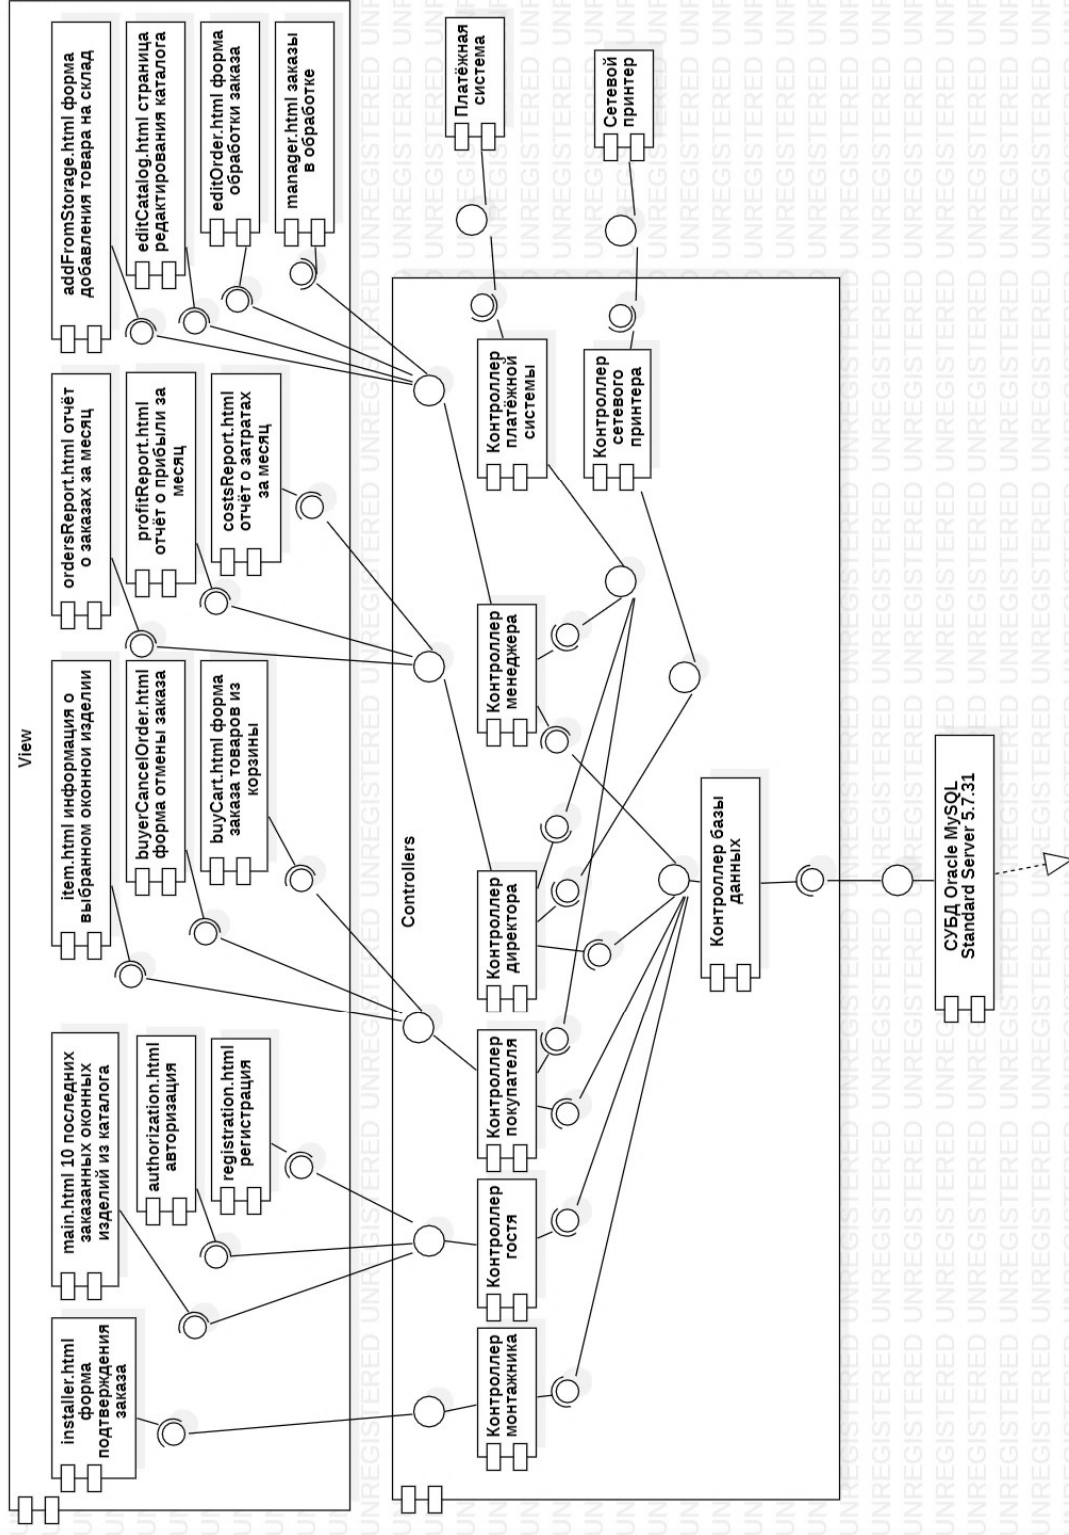 View
installer.html
форма
подтверждения
заказа
main.html 10 последних
заказанных оконных
изделий из каталога
authorization.html
авторизация
registration.html
регистрация
item.html информация о
выбранном оконном изделии
buyerCancelOrder.html
форма отмены заказа
buyCart.html форма
заказа товаров из
корзины
ordersReport.html отчёт
о заказах за месяц
profitReport.html
отчёт о прибыли за
месяц
costsReport.html
отчёт о затратах
за месяц
addFromStorage.html форма
добавления товара на склад
editCatalog.html страница
редактирования каталога
editOrder.html форма
обработки заказа
manager.html заказы
в обработке
Controllers
Контроллер
монтажника
Контроллер
гостя
Контроллер
покупателя
Контроллер
директора
Контроллер
менеджера
Контроллер
платёжной
системы
Контроллер
сетевого
принтера
Платёжная
система
Сетевой
принтер
Контроллер базы
данных
СУБД Oracle MySQL
Standard Server 5.7.31
UNREGISTERED